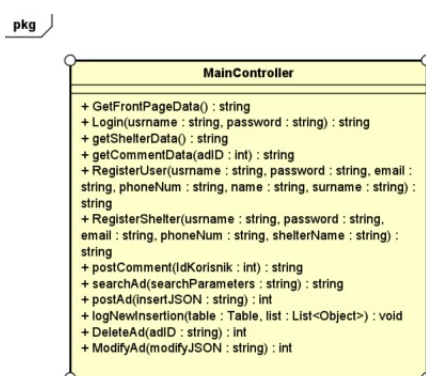 pkg
MainController
+ GetFrontPageData() : string
+ Login(usrname : string, password : string) : string
+ getShelterData() : string
+ getCommentData(adID : int) : string
+ RegisterUser(usrname : string, password : string, email :
string, phoneNum : string, name : string, surname : string) :
string
+ RegisterShelter(usrname : string, password : string,
email : string, phoneNum : string, shelterName : string) :
string
+ postComment(IdKorisnik : int) : string
+ searchAd(searchParameters : string) : string
+ postAd(insertJSON : string) : int
+ logNewInsertion(table : Table, list : List<Object>) : void
+ DeleteAd(adID : string) : int
+ ModifyAd(modifyJSON : string) : int